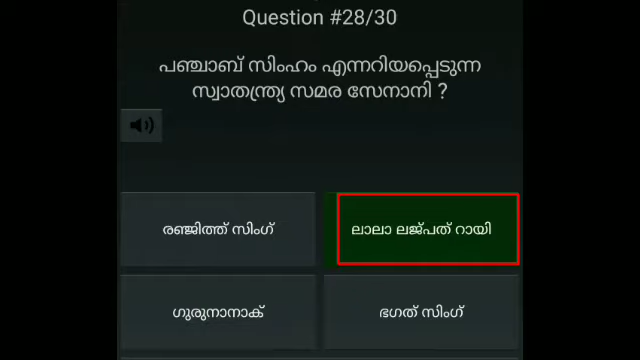 Question #28/30
പഞ്ചാബ് സിംഹം എന്നറിയപ്പെടുന്ന
സ്വാതന്ത്ര്യ സമര സേനാനി ?
രഞ്ജിത്ത് സിംഗ്
ലാലാ ലജ്പത് റായി
ഗുരുനാനാക്
ഭഗത് സിംഗ്